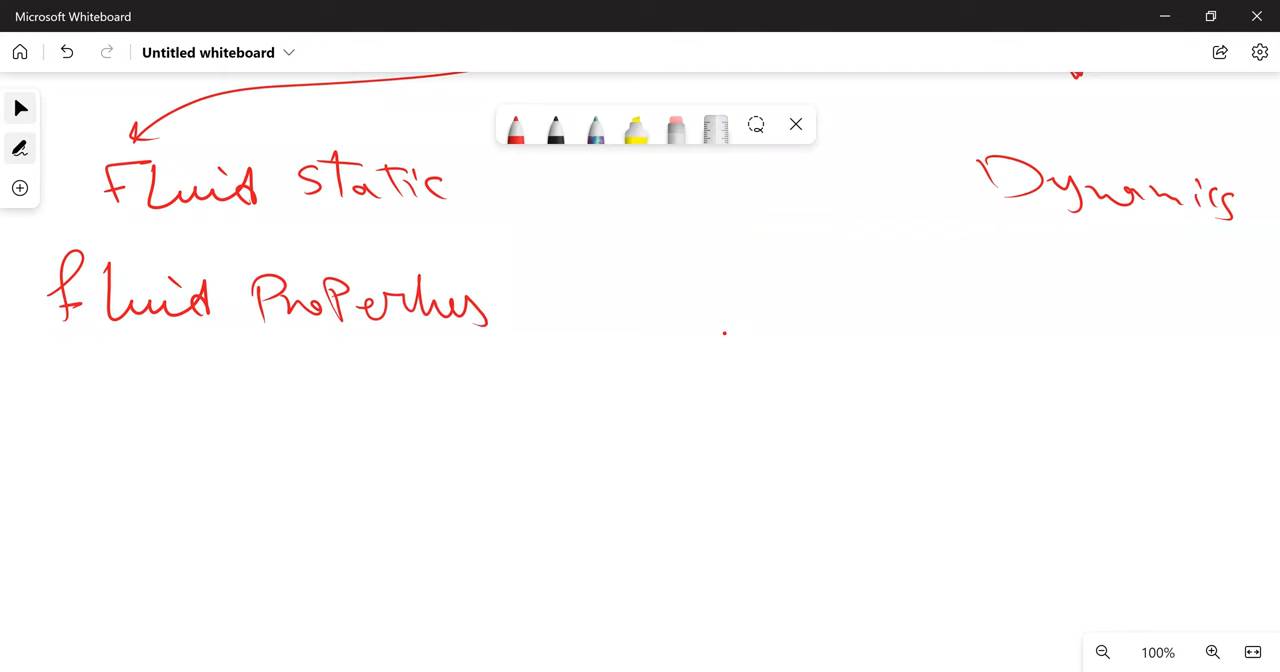 Microsoft Whiteboard
Untitled whiteboard
Fluid Static Dynamics
fluid Properties
100%